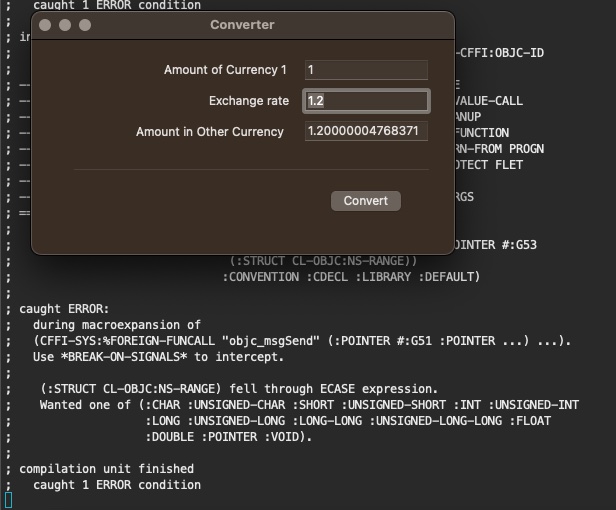 ;   caught 1 ERROR condition
Converter
; in
-CFFI:OBJC-ID
Amount of Currency 1
1
Exchange rate
1.2
VALUE-CALL
ANUP
Amount in Other Currency
1.20000004768371
FUNCTION
RN-FROM PROGN
OTECT FLET
RGS
Convert
OINTER #:G53
(:STRUCT CL-OBJC:NS-RANGE))
:CONVENTION :CDECL :LIBRARY :DEFAULT)
;
; caught ERROR:
;   during macroexpansion of
;   (CFFI-SYS:%FOREIGN-FUNCALL "objc_msgSend" (:POINTER #:G51 :POINTER ...) ...).
;   Use *BREAK-ON-SIGNALS* to intercept.
;
;    (:STRUCT CL-OBJC:NS-RANGE) fell through ECASE expression.
;    Wanted one of (:CHAR :UNSIGNED-CHAR :SHORT :UNSIGNED-SHORT :INT :UNSIGNED-INT
;                   :LONG :UNSIGNED-LONG :LONG-LONG :UNSIGNED-LONG-LONG :FLOAT
;                   :DOUBLE :POINTER :VOID).
;
; compilation unit finished
;   caught 1 ERROR condition